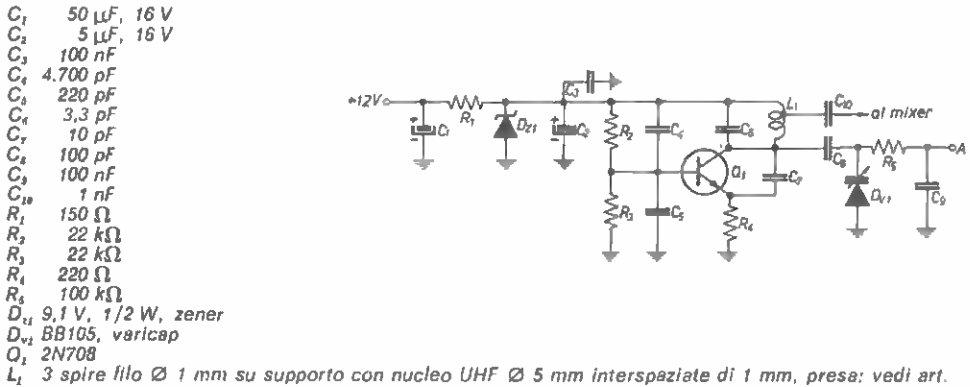 C₁ 50 µF, 16 V
C₂ 5 µF, 16 V
C₃ 100 nF
C₄ 4.700 pF
C₅ 220 pF
C₆ 3,3 pF
C₇ 10 pF
C₈ 100 pF
C₉ 100 nF
C₁₀ 1 nF
R₁ 150 Ω
R₂ 22 kΩ
R₃ 22 kΩ
R₄ 220 Ω
R₅ 100 kΩ
D_z1 9,1 V, 1/2 W, zener
D_v1 BB105, varicap
Q₁ 2N708
L₁ 3 spire filo Ø 1 mm su supporto con nucleo UHF Ø 5 mm interspaziate di 1 mm, presa: vedi art.
+12V
C1
R1
DZ1
C2
C3
R2
R3
C4
C5
C6
Q1
R4
C7
L1
C10
al mixer
C8
DV1
R5
C9
A